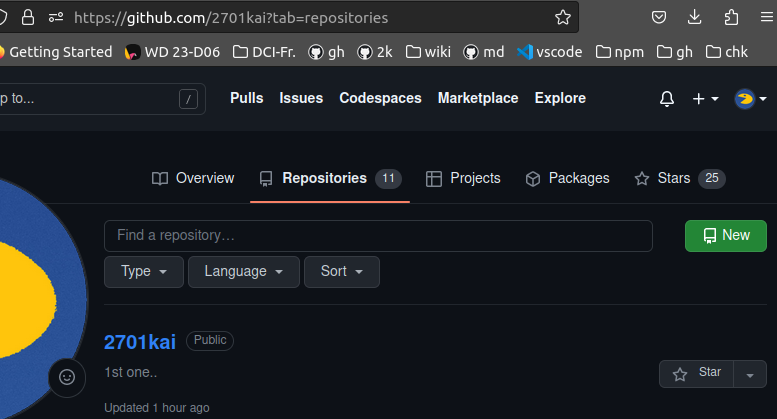 https://github.com/2701kai?tab=repositories
Getting Started WD 23-D06 DCI-Fr. gh 2k wiki md vscode npm gh chk
p to... / Pulls Issues Codespaces Marketplace Explore
Overview Repositories 11 Projects Packages Stars 25
Find a repository… New
Type Language Sort
2701kai Public
1st one..
Star
Updated 1 hour ago